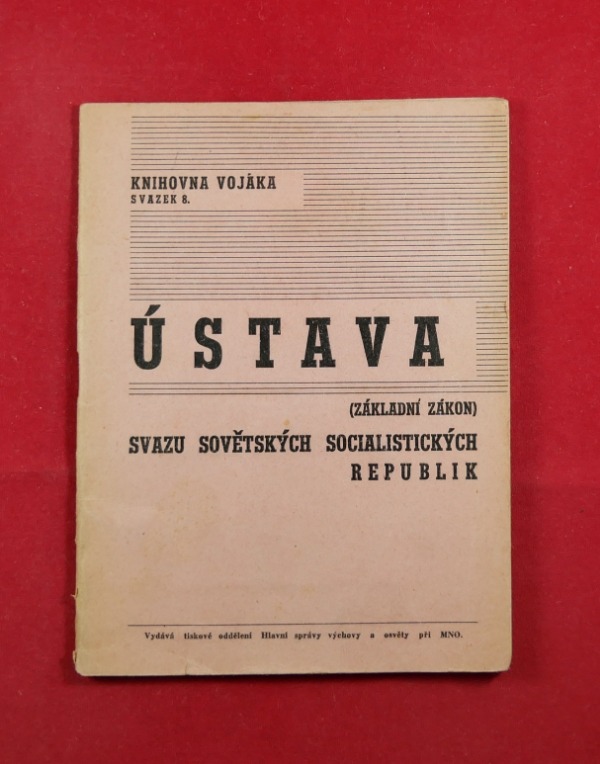 KNIHOVNA VOJÁKA
SVAZEK 8.
ÚSTAVA
(ZÁKLADNÍ ZÁKON)
SVAZU SOVĚTSKÝCH SOCIALISTICKÝCH
REPUBLIK
Vydává tiskové oddělení Hlavní správy výchovy a osvěty při MNO.